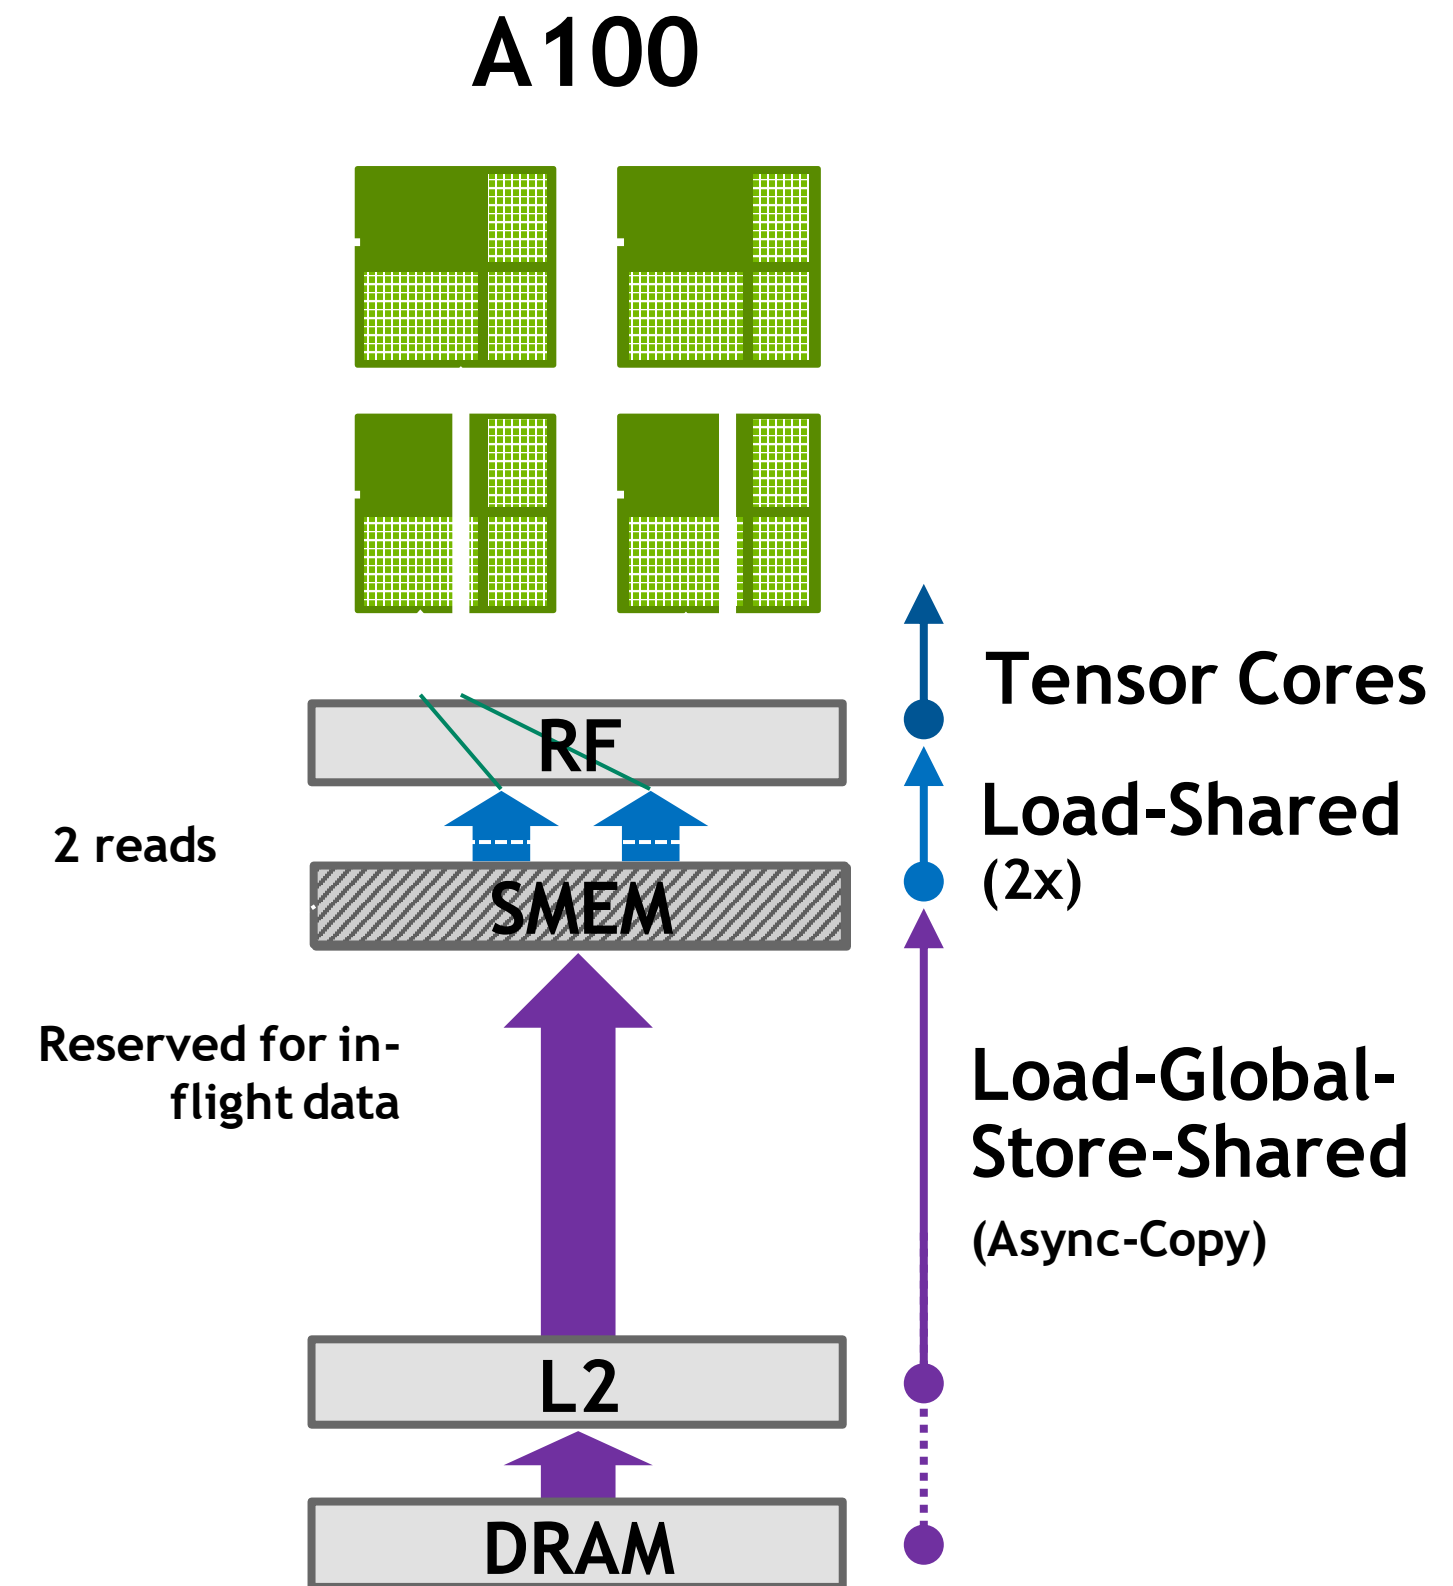 A100
Tensor Cores
RF
Load-Shared
(2x)
2 reads
SMEM
Reserved for in-
flight data
Load-Global-
Store-Shared
(Async-Copy)
L2
DRAM